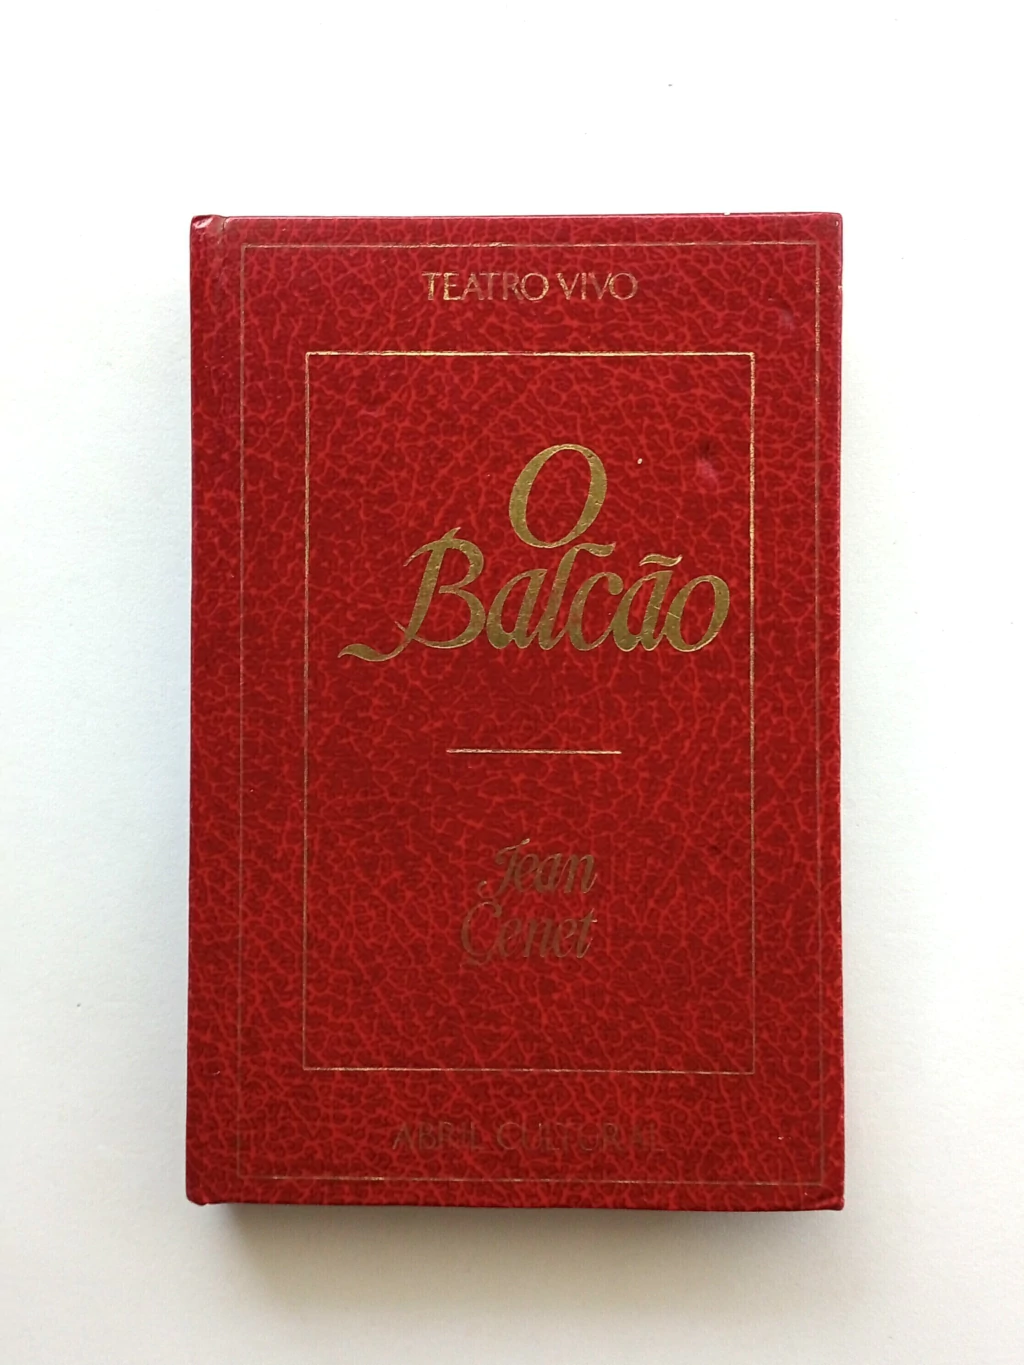 TEATRO VIVO
O
Balcão
Jean
Genet
ABRIL CULTURAL